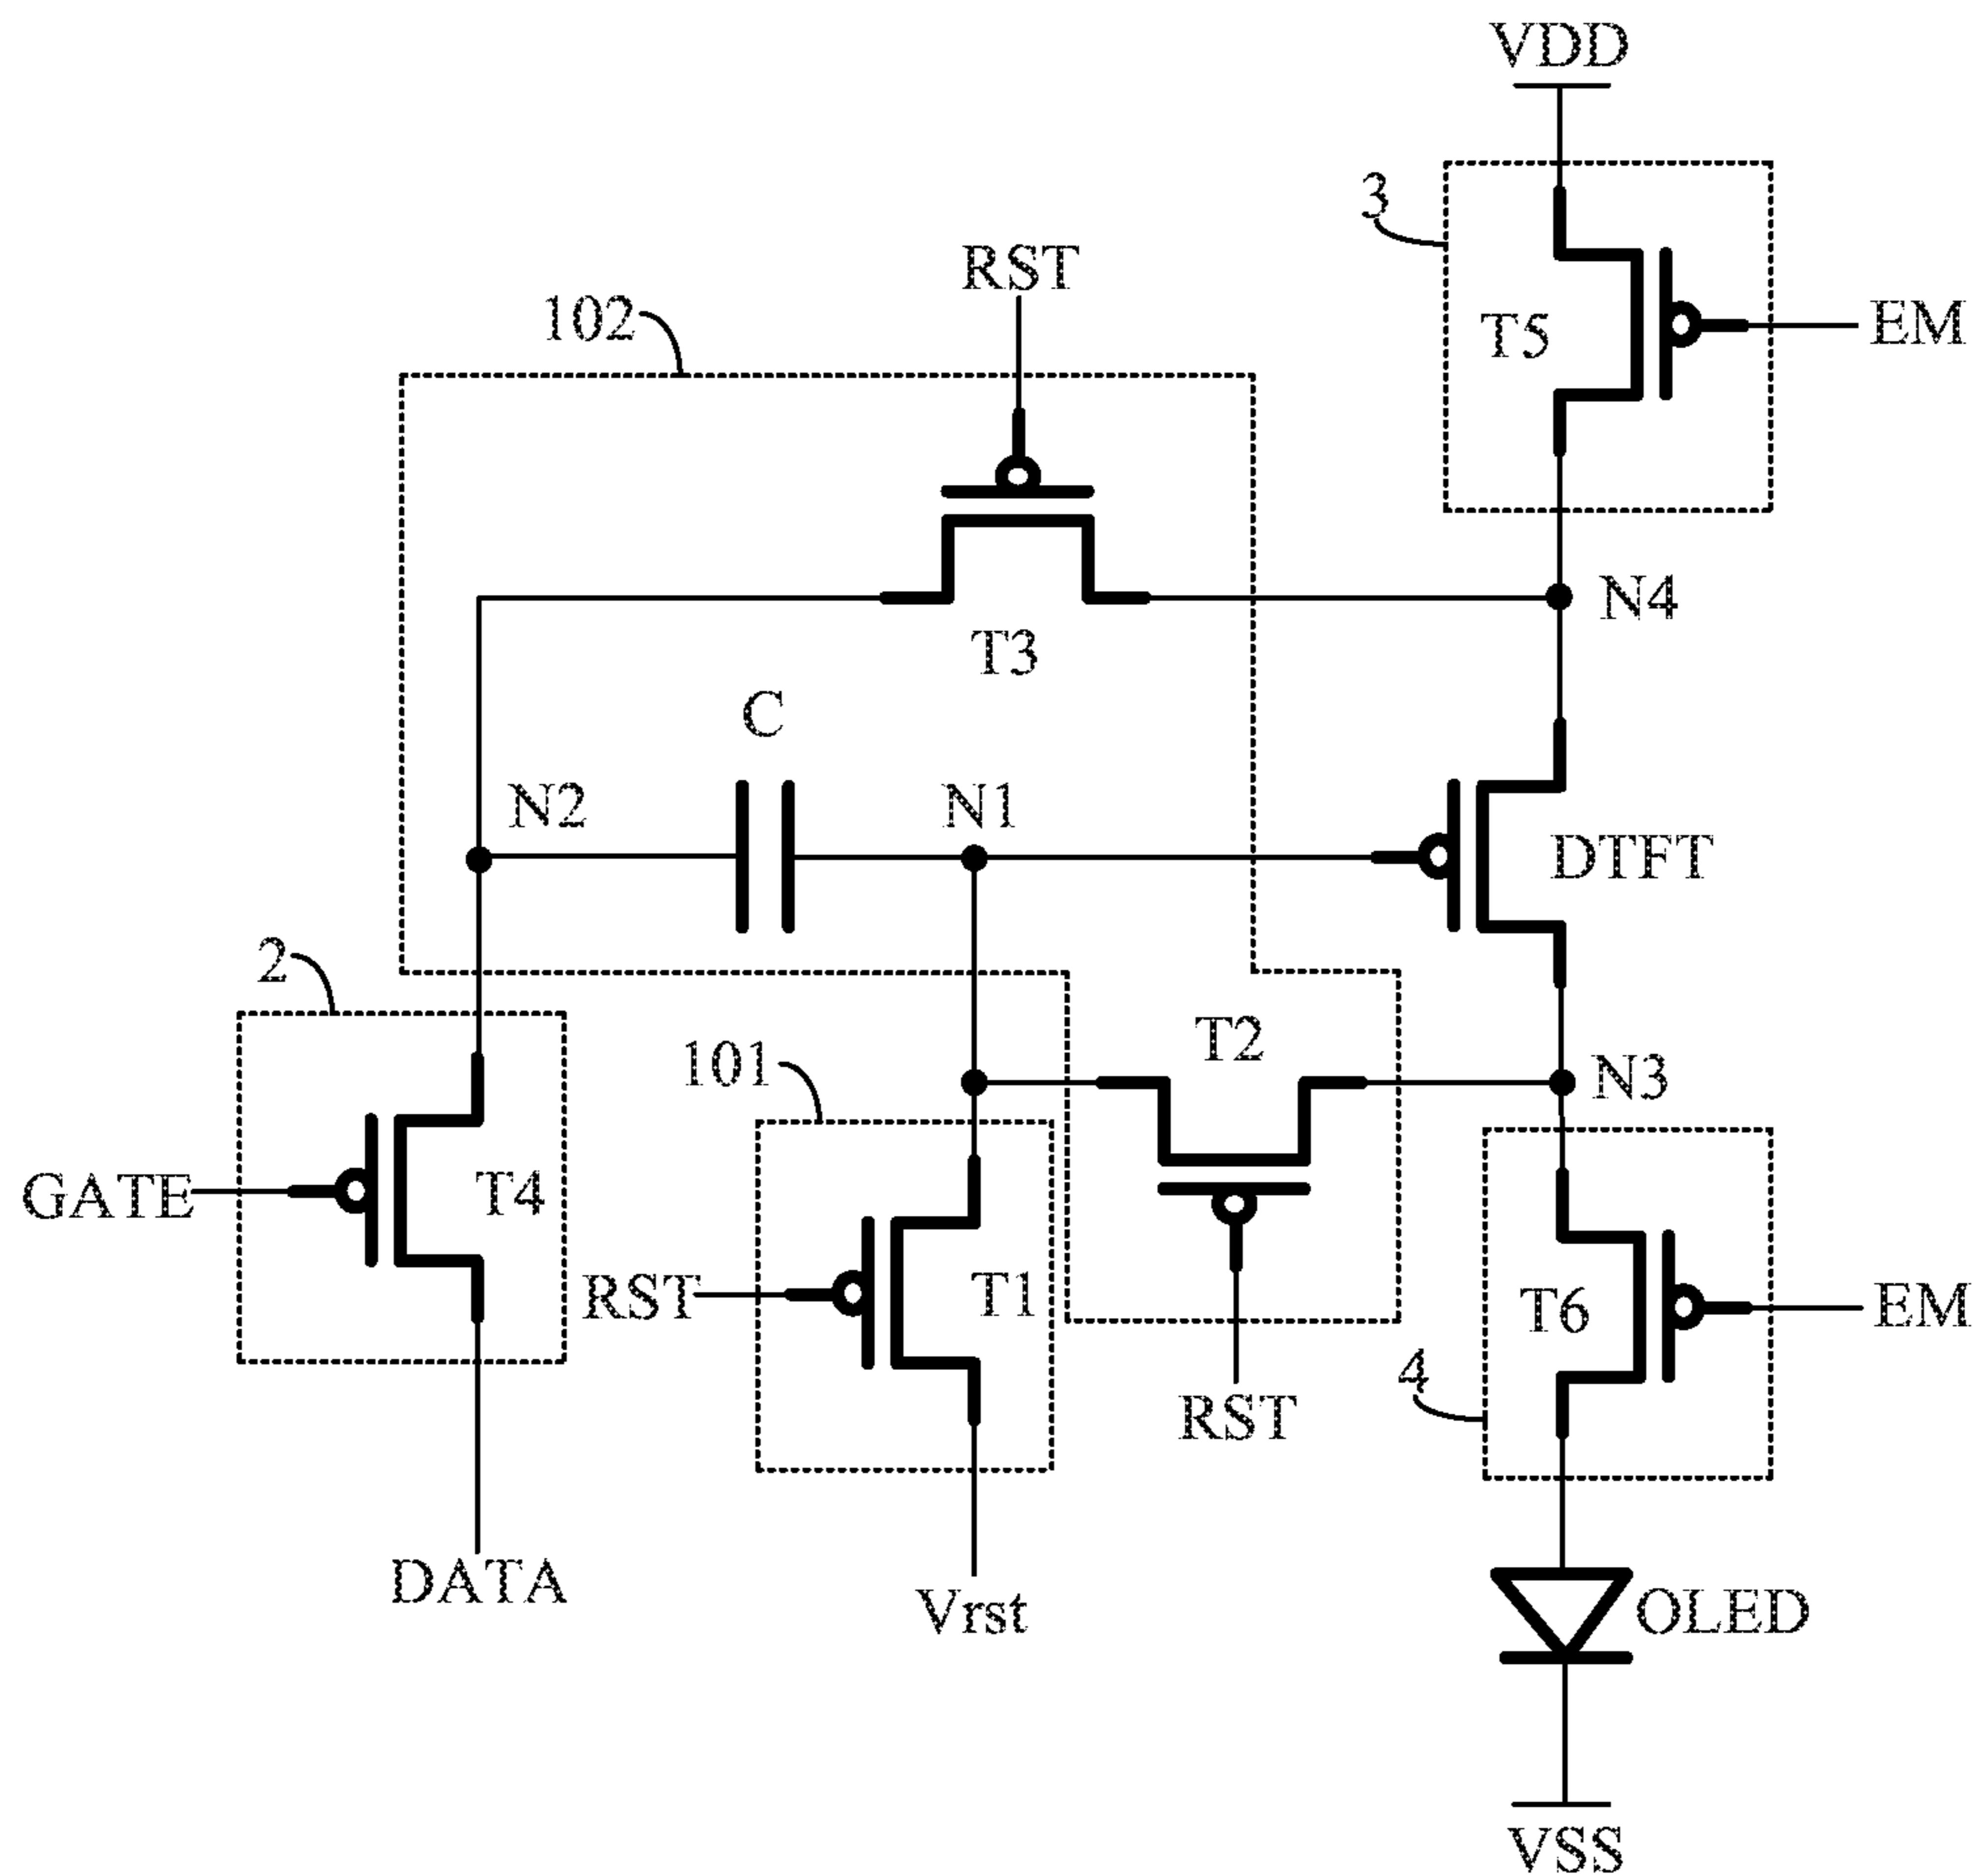 VDD
3
RST
102
T5
EM
N4
T3
C
N2
N1
DTFT
2
T2
101
N3
GATE
T4
RST
T1
T6
EM
4
RST
DATA
Vrst
OLED
VSS